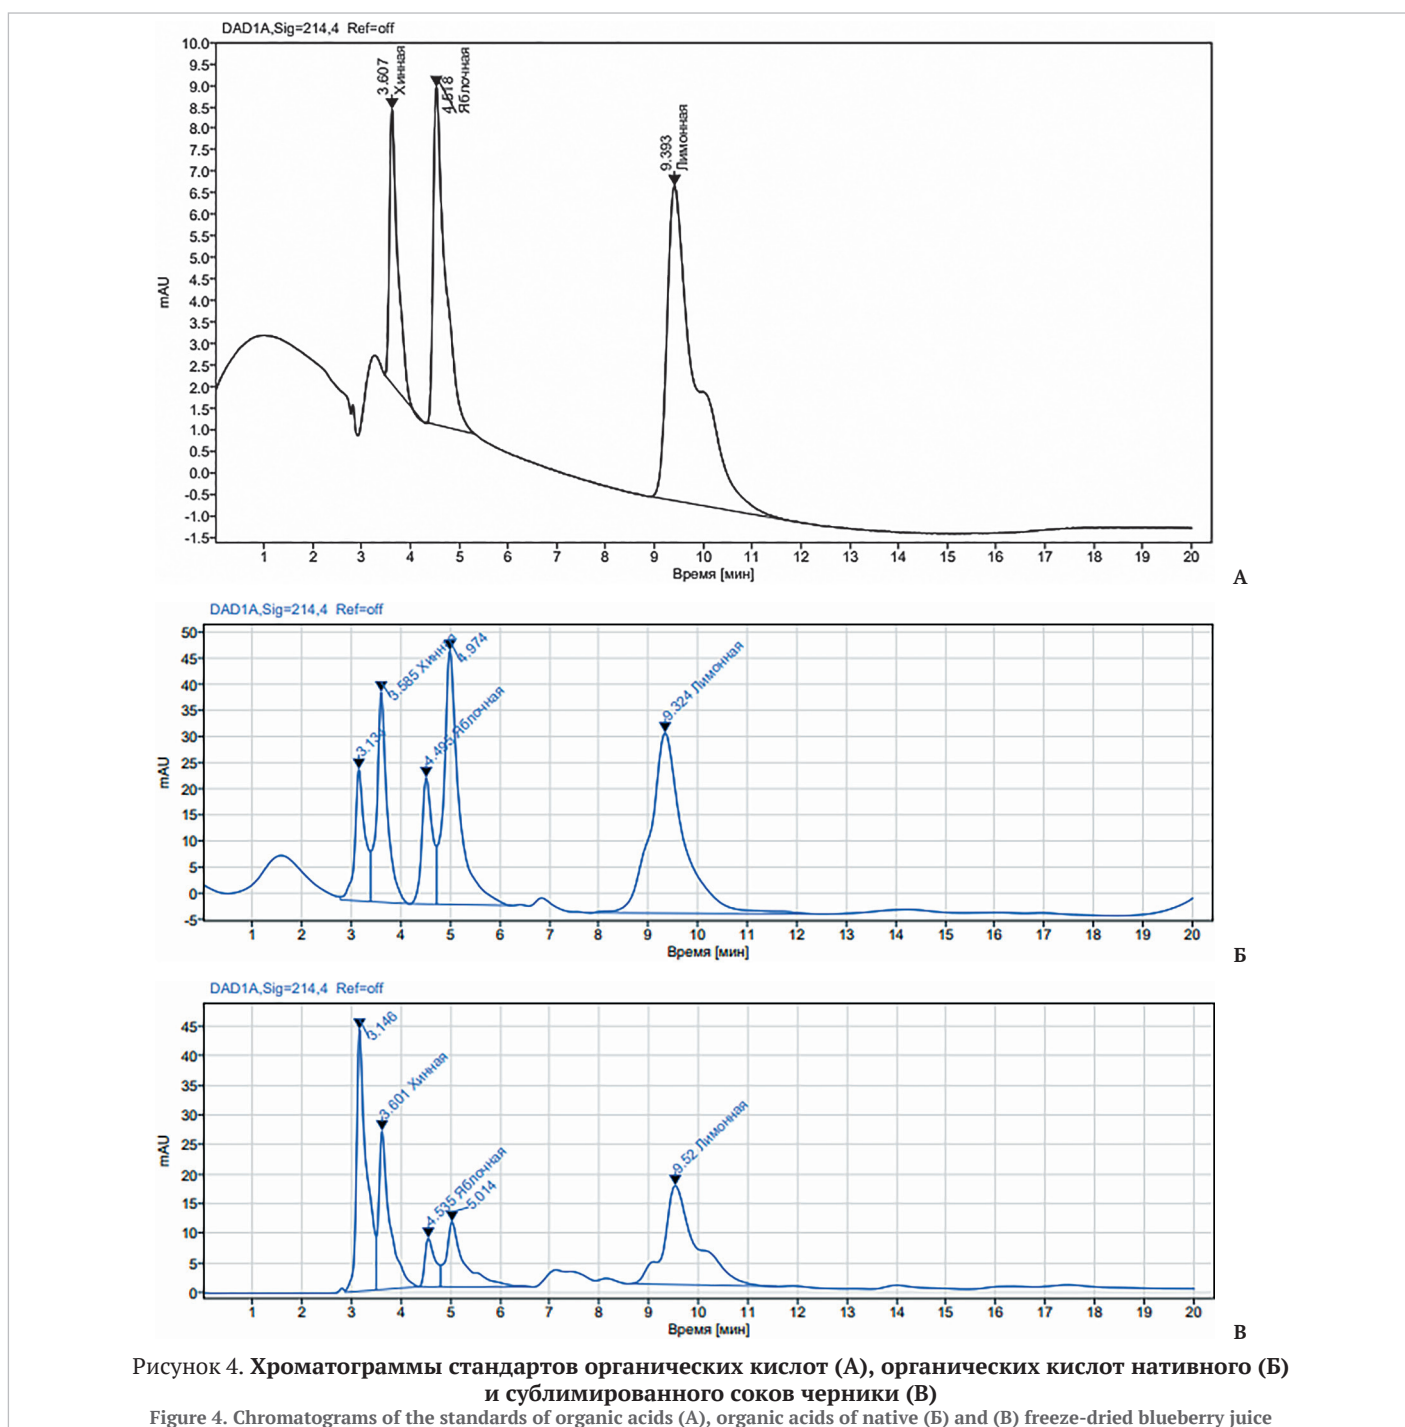 DAD1A,Sig=214,4 Ref=off
10.0
9.5
9.0
8.5
8.0
7.5
7.0
6.5
6.0
5.5
5.0
4.5
4.0
3.5
3.0
2.5
2.0
1.5
1.0
0.5
0.0
-0.5
-1.0
-1.5
mAU
3.607
Хинная
4.518
Яблочная
9.393
Лимонная
1 2 3 4 5 6 7 8 9 10 11 12 13 14 15 16 17 18 19 20
Время [мин]
А
DAD1A,Sig=214,4 Ref=off
50
45
40
35
30
25
20
15
10
5
0
-5
mAU
3.585 Хинная
4.974
4.495 Яблочная
9.324 Лимонная
1 2 3 4 5 6 7 8 9 10 11 12 13 14 15 16 17 18 19 20
Время [мин]
Б
DAD1A,Sig=214,4 Ref=off
45
40
35
30
25
20
15
10
5
0
mAU
3.146
3.601 Хинная
4.535 Яблочная
5.014
9.52 Лимонная
1 2 3 4 5 6 7 8 9 10 11 12 13 14 15 16 17 18 19 20
Время [мин]
В
Рисунок 4. Хроматограммы стандартов органических кислот (А), органических кислот нативного (Б)
и сублимированного соков черники (В)
Figure 4. Chromatograms of the standards of organic acids (А), organic acids of native (Б) and (В) freeze-dried blueberry juice